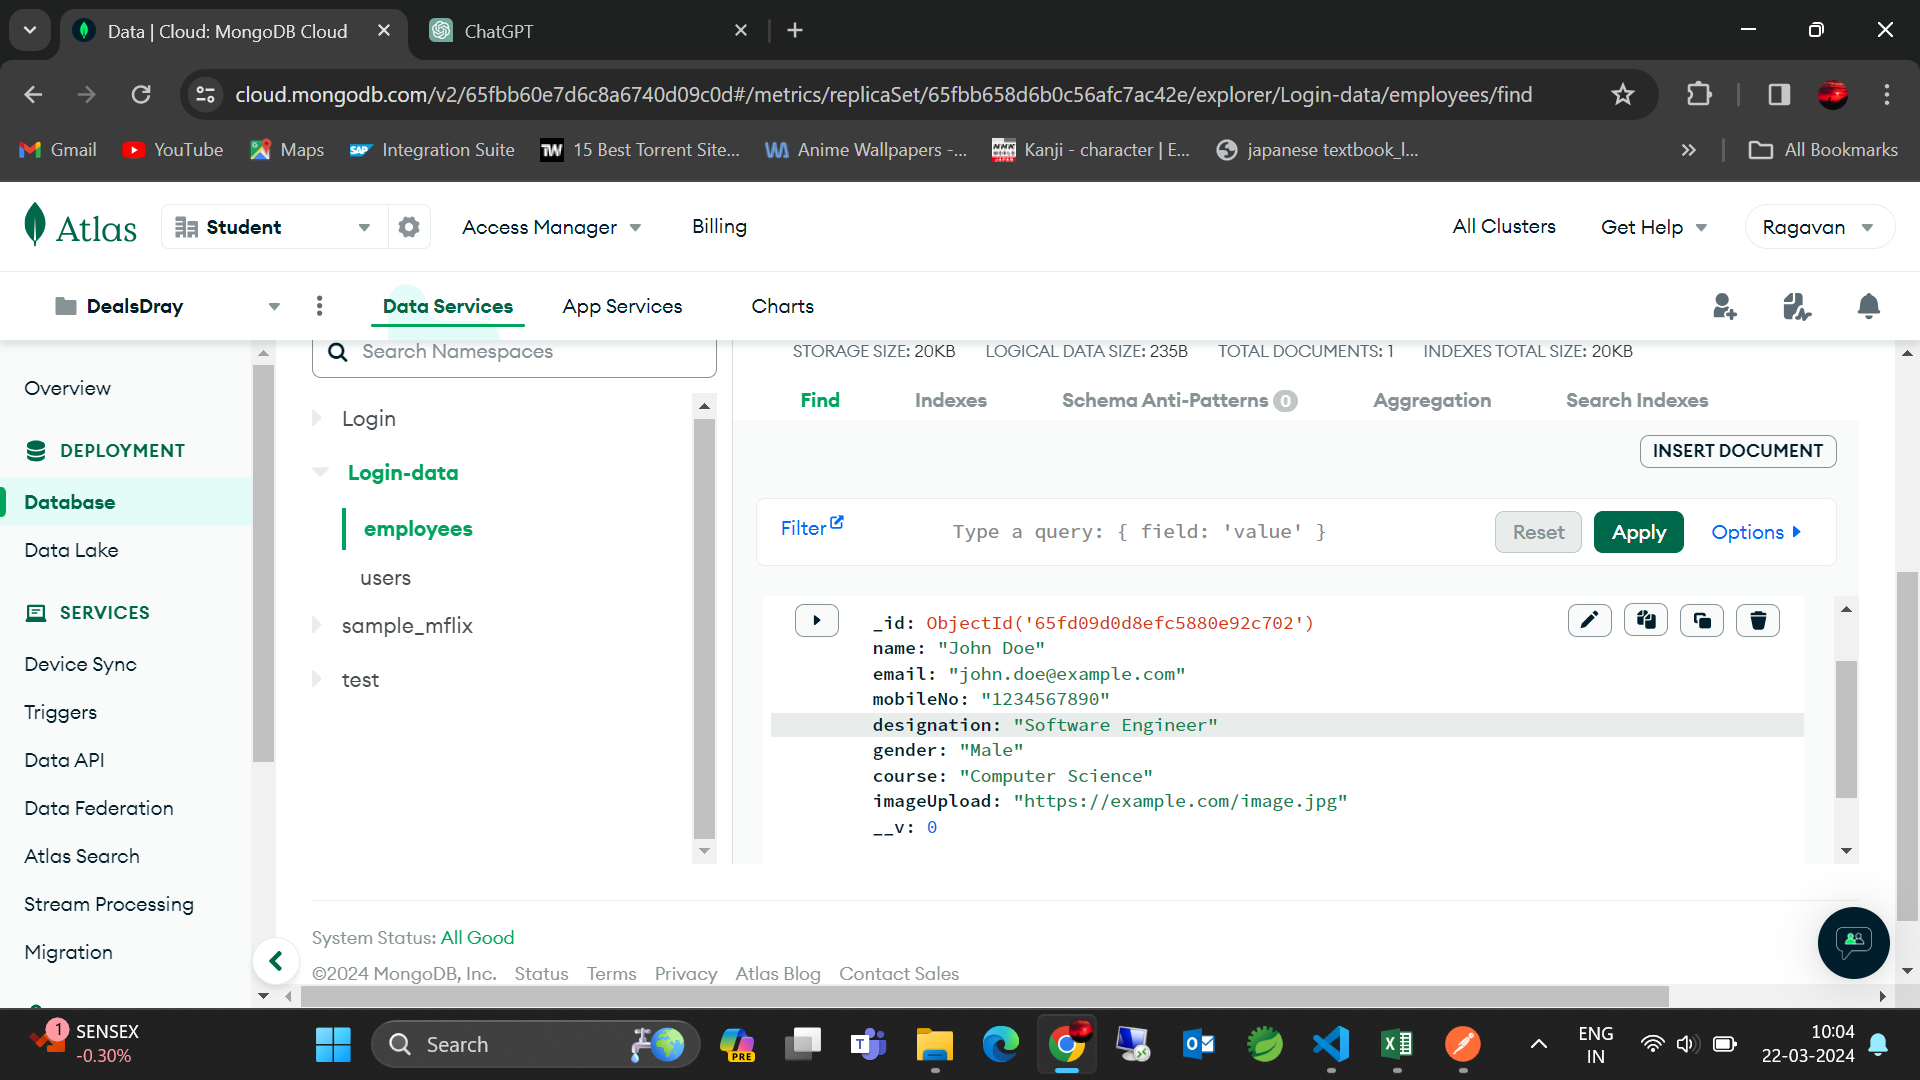 Data | Cloud: MongoDB Cloud
ChatGPT
cloud.mongodb.com/v2/65fbb60e7d6c8a6740d09c0d#/metrics/replicaSet/65fbb658d6b0c56afc7ac42e/explorer/Login-data/employees/find
Gmail
YouTube
Maps
SAP
Integration Suite
TW
15 Best Torrent Site...
Anime Wallpapers -...
Kanji - character | E...
japanese textbook_l...
»
All Bookmarks
Atlas
Student
Access Manager
Billing
All Clusters
Get Help
Ragavan
DealsDray
Data Services
App Services
Charts
Overview
DEPLOYMENT
Database
Data Lake
SERVICES
Device Sync
Triggers
Data API
Data Federation
Atlas Search
Stream Processing
Migration
Search Namespaces
Login
Login-data
employees
users
sample_mflix
test
STORAGE SIZE: 20KB LOGICAL DATA SIZE: 235B TOTAL DOCUMENTS: 1 INDEXES TOTAL SIZE: 20KB
Find
Indexes
Schema Anti-Patterns 0
Aggregation
Search Indexes
INSERT DOCUMENT
Filter
Type a query: { field: 'value' }
Reset
Apply
Options
_id: ObjectId('65fd09d0d8efc5880e92c702')
name: "John Doe"
email: "john.doe@example.com"
mobileNo: "1234567890"
designation: "Software Engineer"
gender: "Male"
course: "Computer Science"
imageUpload: "https://example.com/image.jpg"
__v: 0
System Status: All Good
©2024 MongoDB, Inc. Status Terms Privacy Atlas Blog Contact Sales
1
SENSEX
-0.30%
Search
PRE
ENG
IN
10:04
22-03-2024